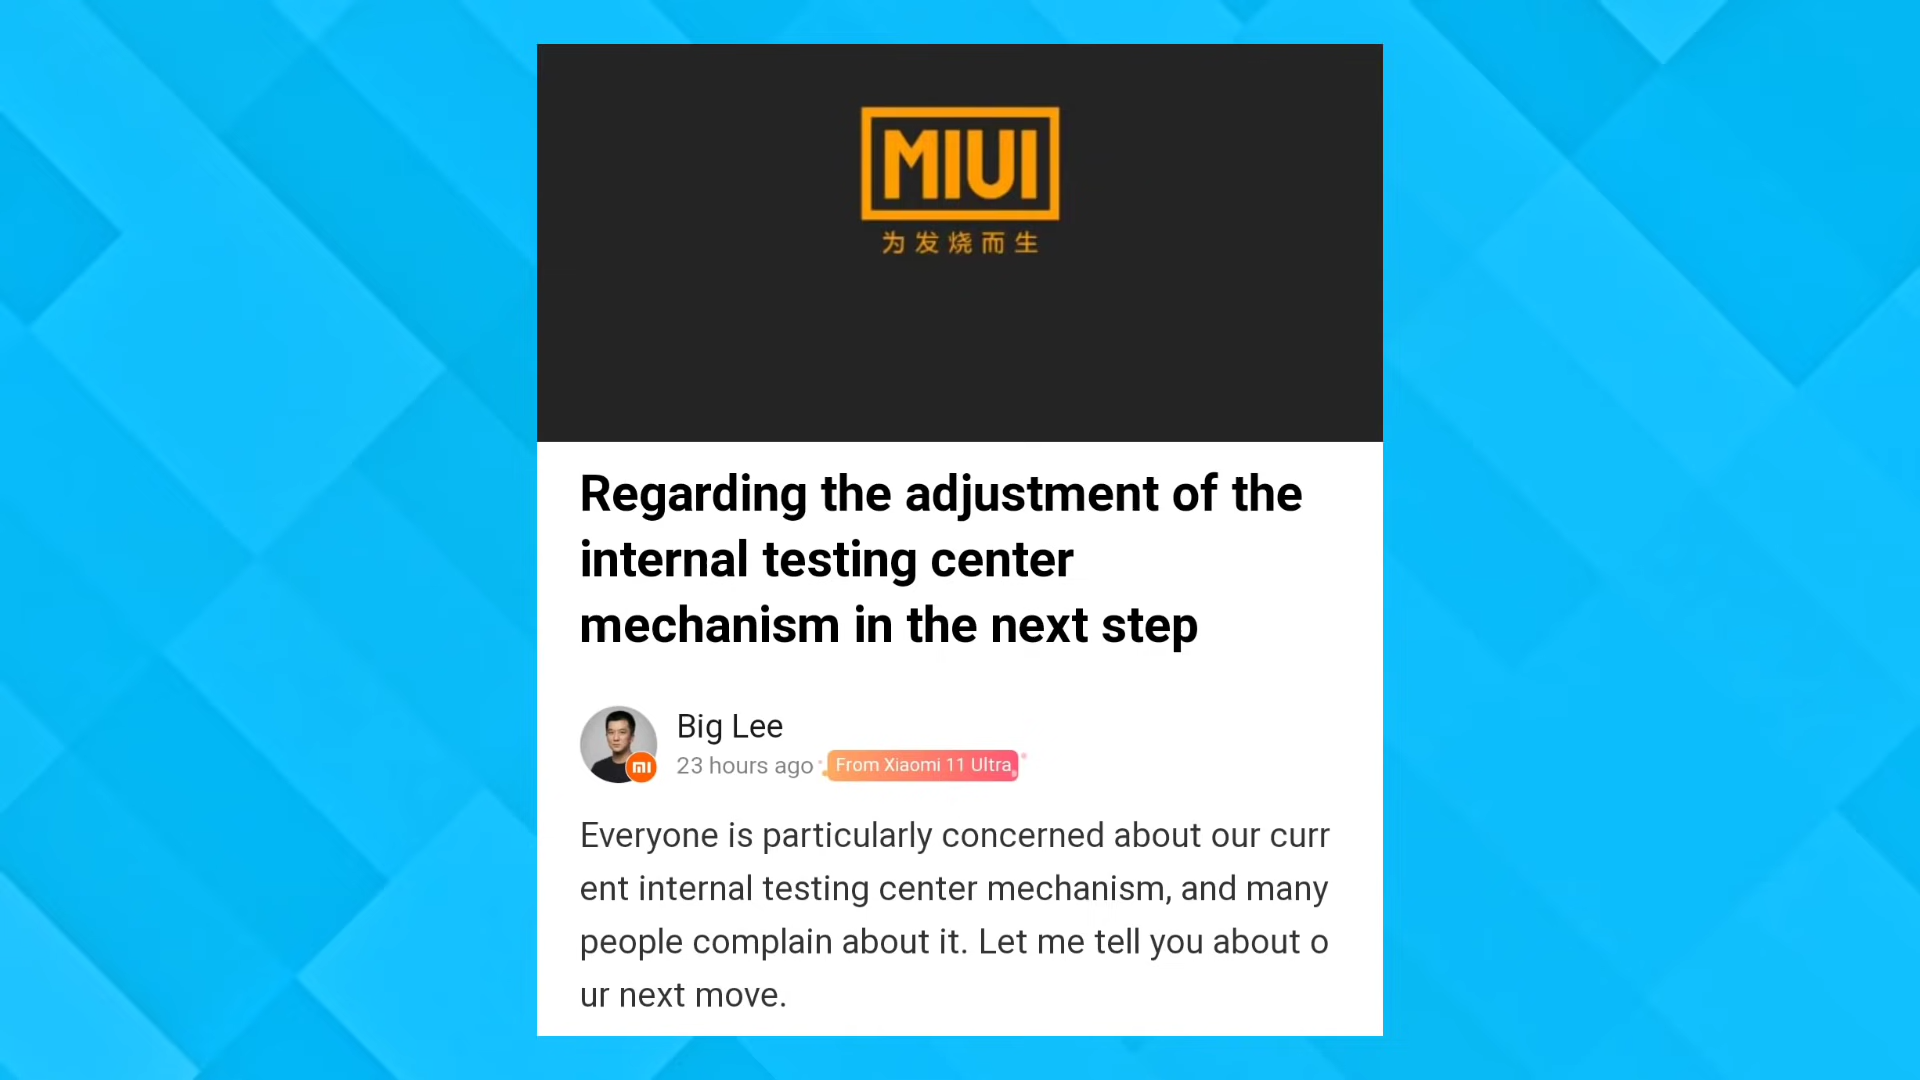 MIUI
为发烧而生
Regarding the adjustment of the
internal testing center
mechanism in the next step
Big Lee
23 hours ago From Xiaomi 11 Ultra
Everyone is particularly concerned about our curr
ent internal testing center mechanism, and many
people complain about it. Let me tell you about o
ur next move.